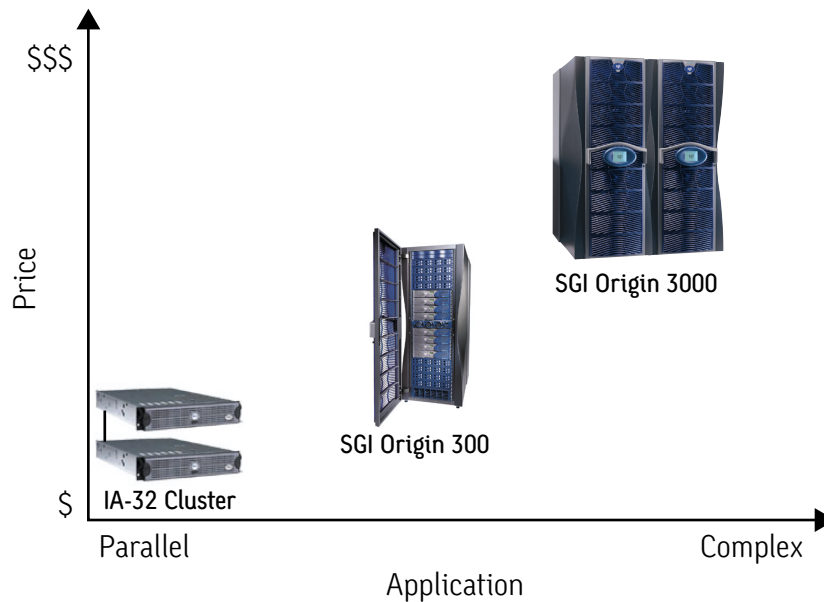 $$$
SGI Origin 3000
Price
SGI Origin 300
IA-32 Cluster
$
Parallel
Complex
Application